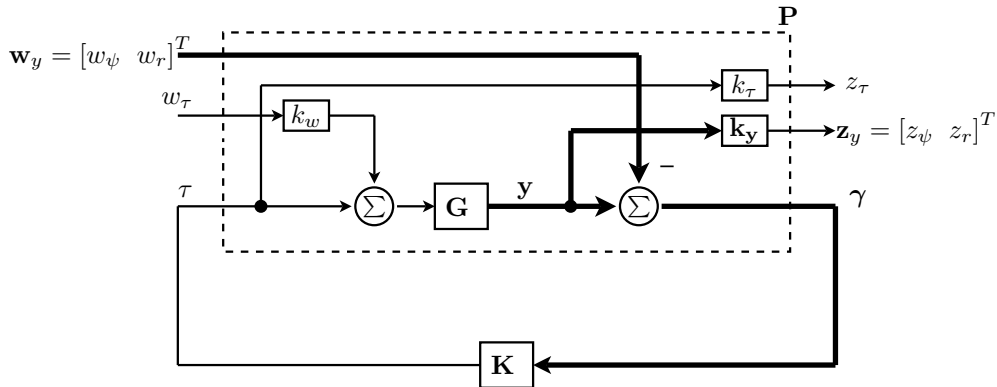 P
𝐰_y = [w_ψ w_r]^T
k_τ
z_τ
w_τ
k_w
𝐤_𝐲
𝐳_y = [z_ψ z_r]^T
–
τ
Σ
G
y
Σ
γ
K